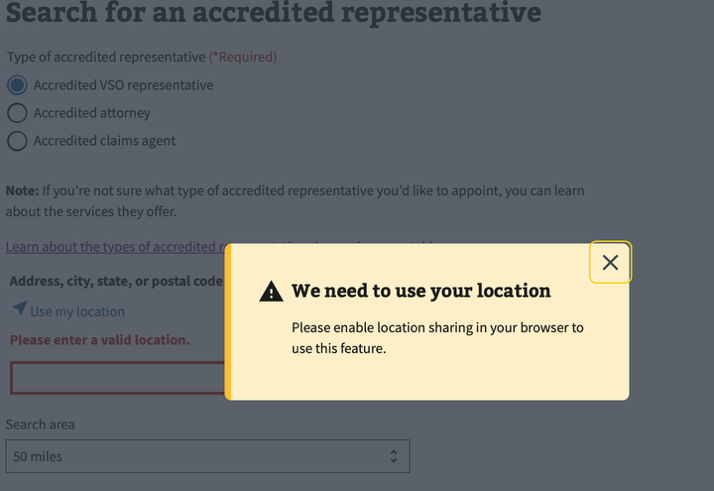 Search for an accredited representative
Type of accredited representative (*Required)
Accredited VSO representative
Accredited attorney
Accredited claims agent
Note: If you're not sure what type of accredited representative you'd like to appoint, you can learn
about the services they offer.
Learn about the types of accredited
Address, city, state, or postal code
Use my location
Please enter a valid location.
We need to use your location
Please enable location sharing in your browser to
use this feature.
Search area
50 miles